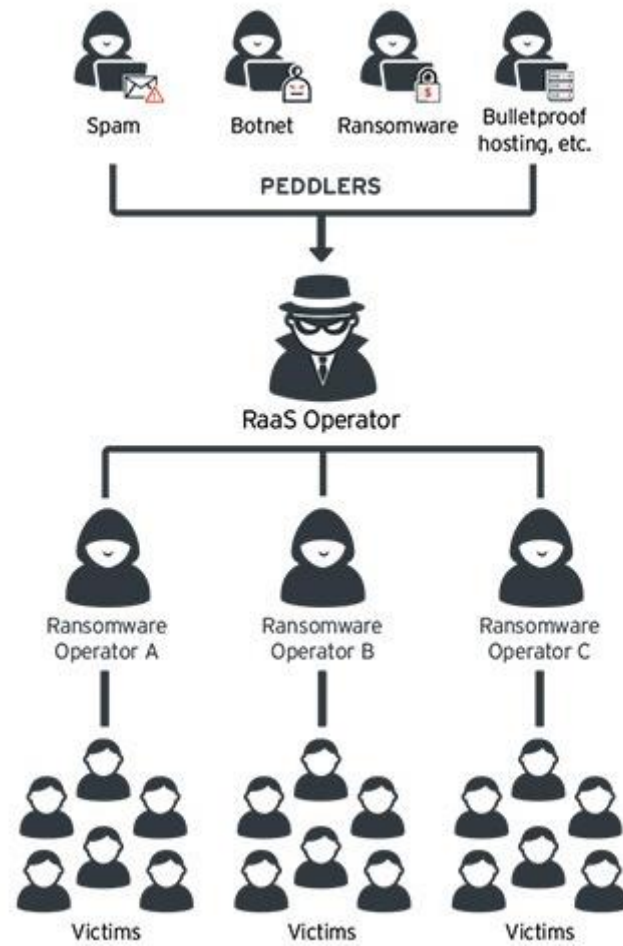 Spam
Botnet
Ransomware
Bulletproof
hosting, etc.
PEDDLERS
RaaS Operator
Ransomware
Operator A
Ransomware
Operator B
Ransomware
Operator C
Victims
Victims
Victims